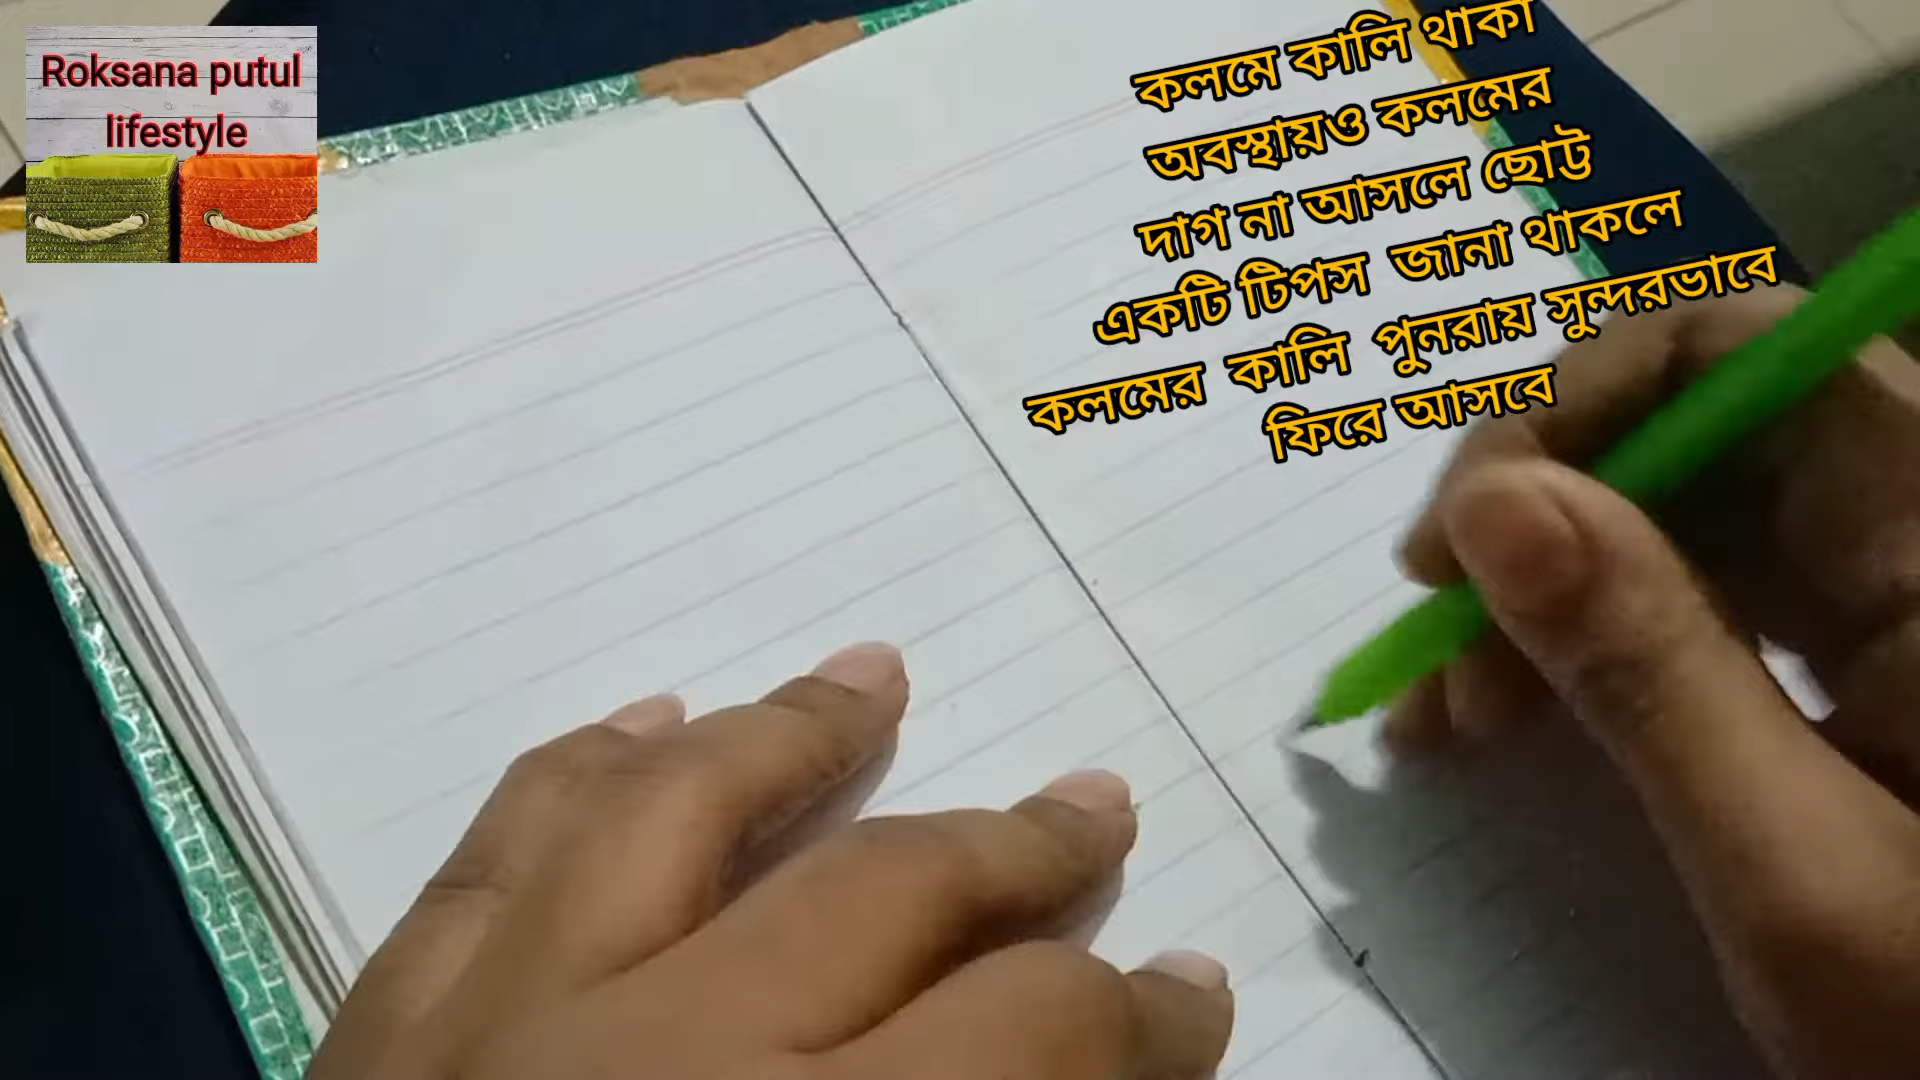 Roksana putul
lifestyle
কলমে কালি থাকা
অবস্থায়ও কলমের
দাগ না আসলে ছোট্ট
একটি টিপস জানা থাকলে
কলমের কালি পুনরায় সুন্দরভাবে
ফিরে আসবে